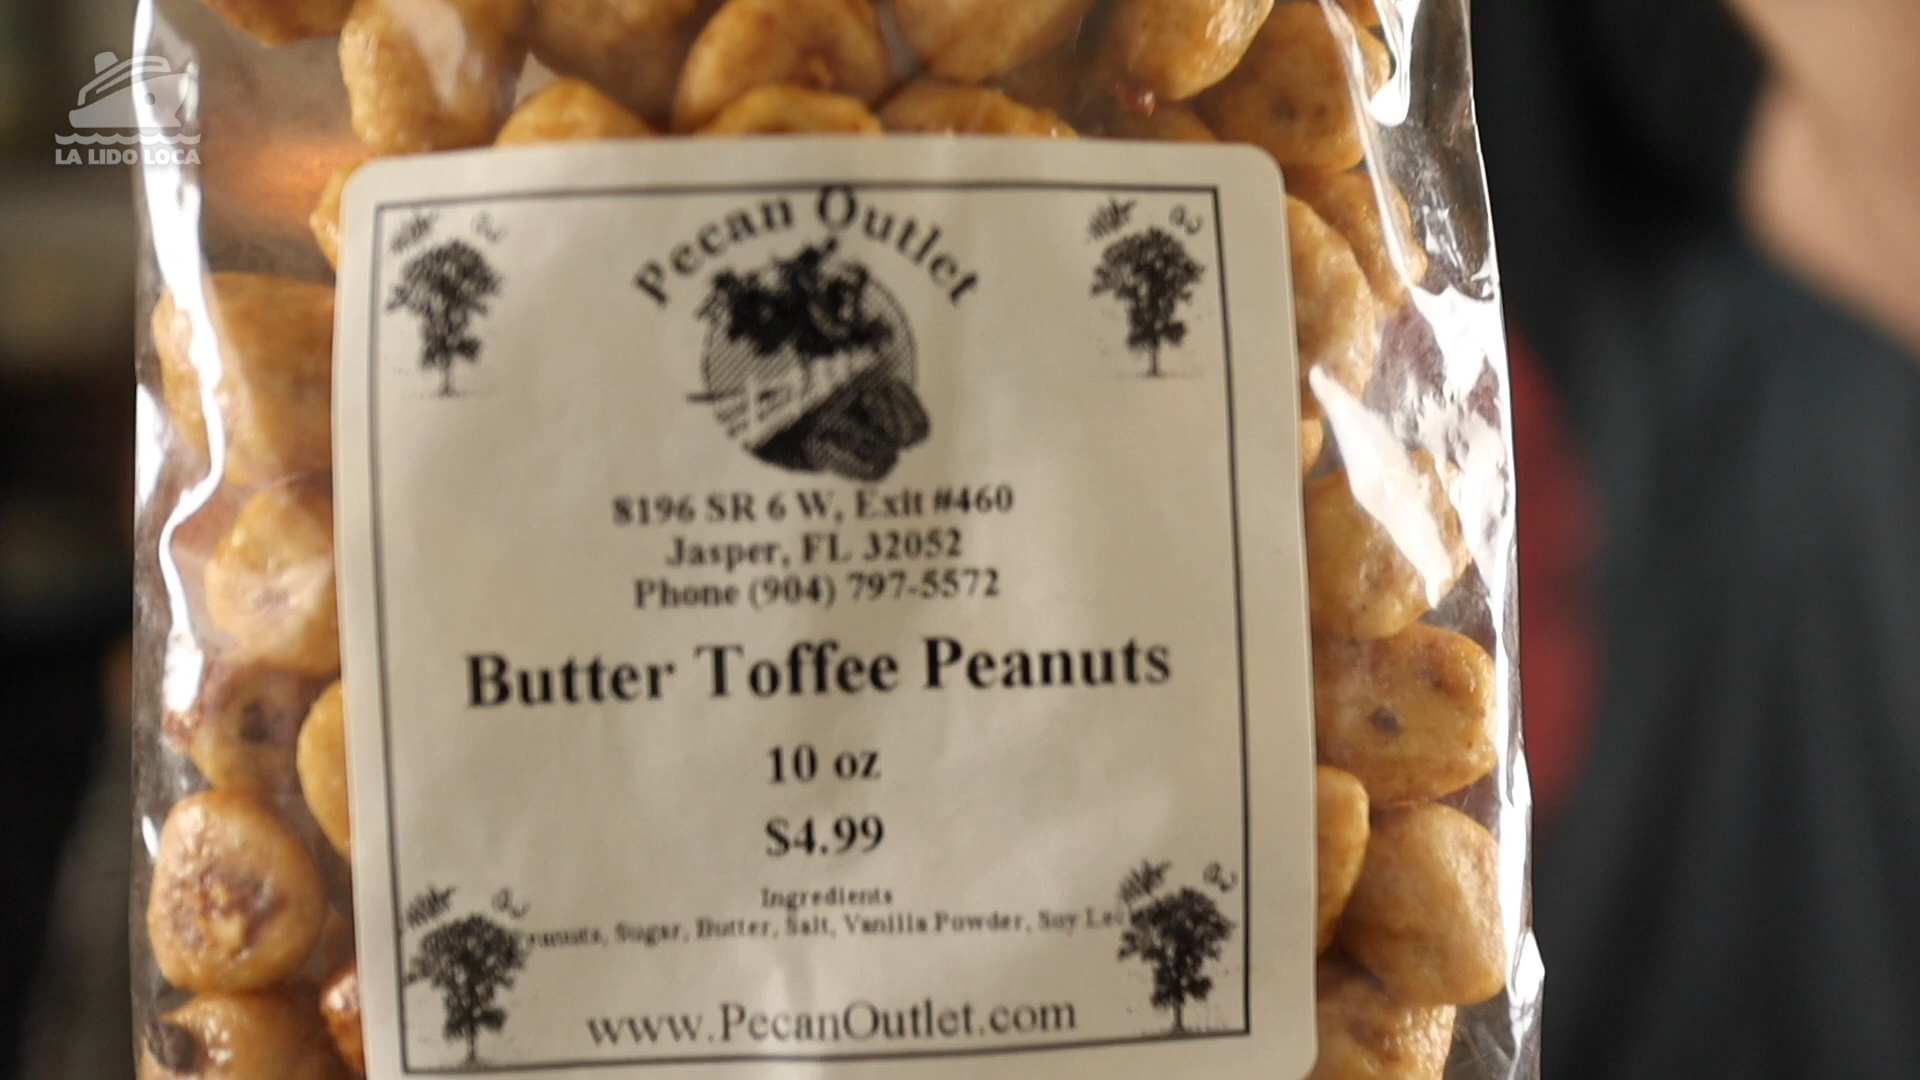 LA LIDO LOCA
Pecan Outlet
8196 SR 6 W, Exit #460
Jasper, FL 32052
Phone (904) 797-5572
Butter Toffee Peanuts
10 oz
$4.99
Ingredients
Sugar, Butter, Salt, Vanilla Powder, Soy
www.PecanOutlet.com